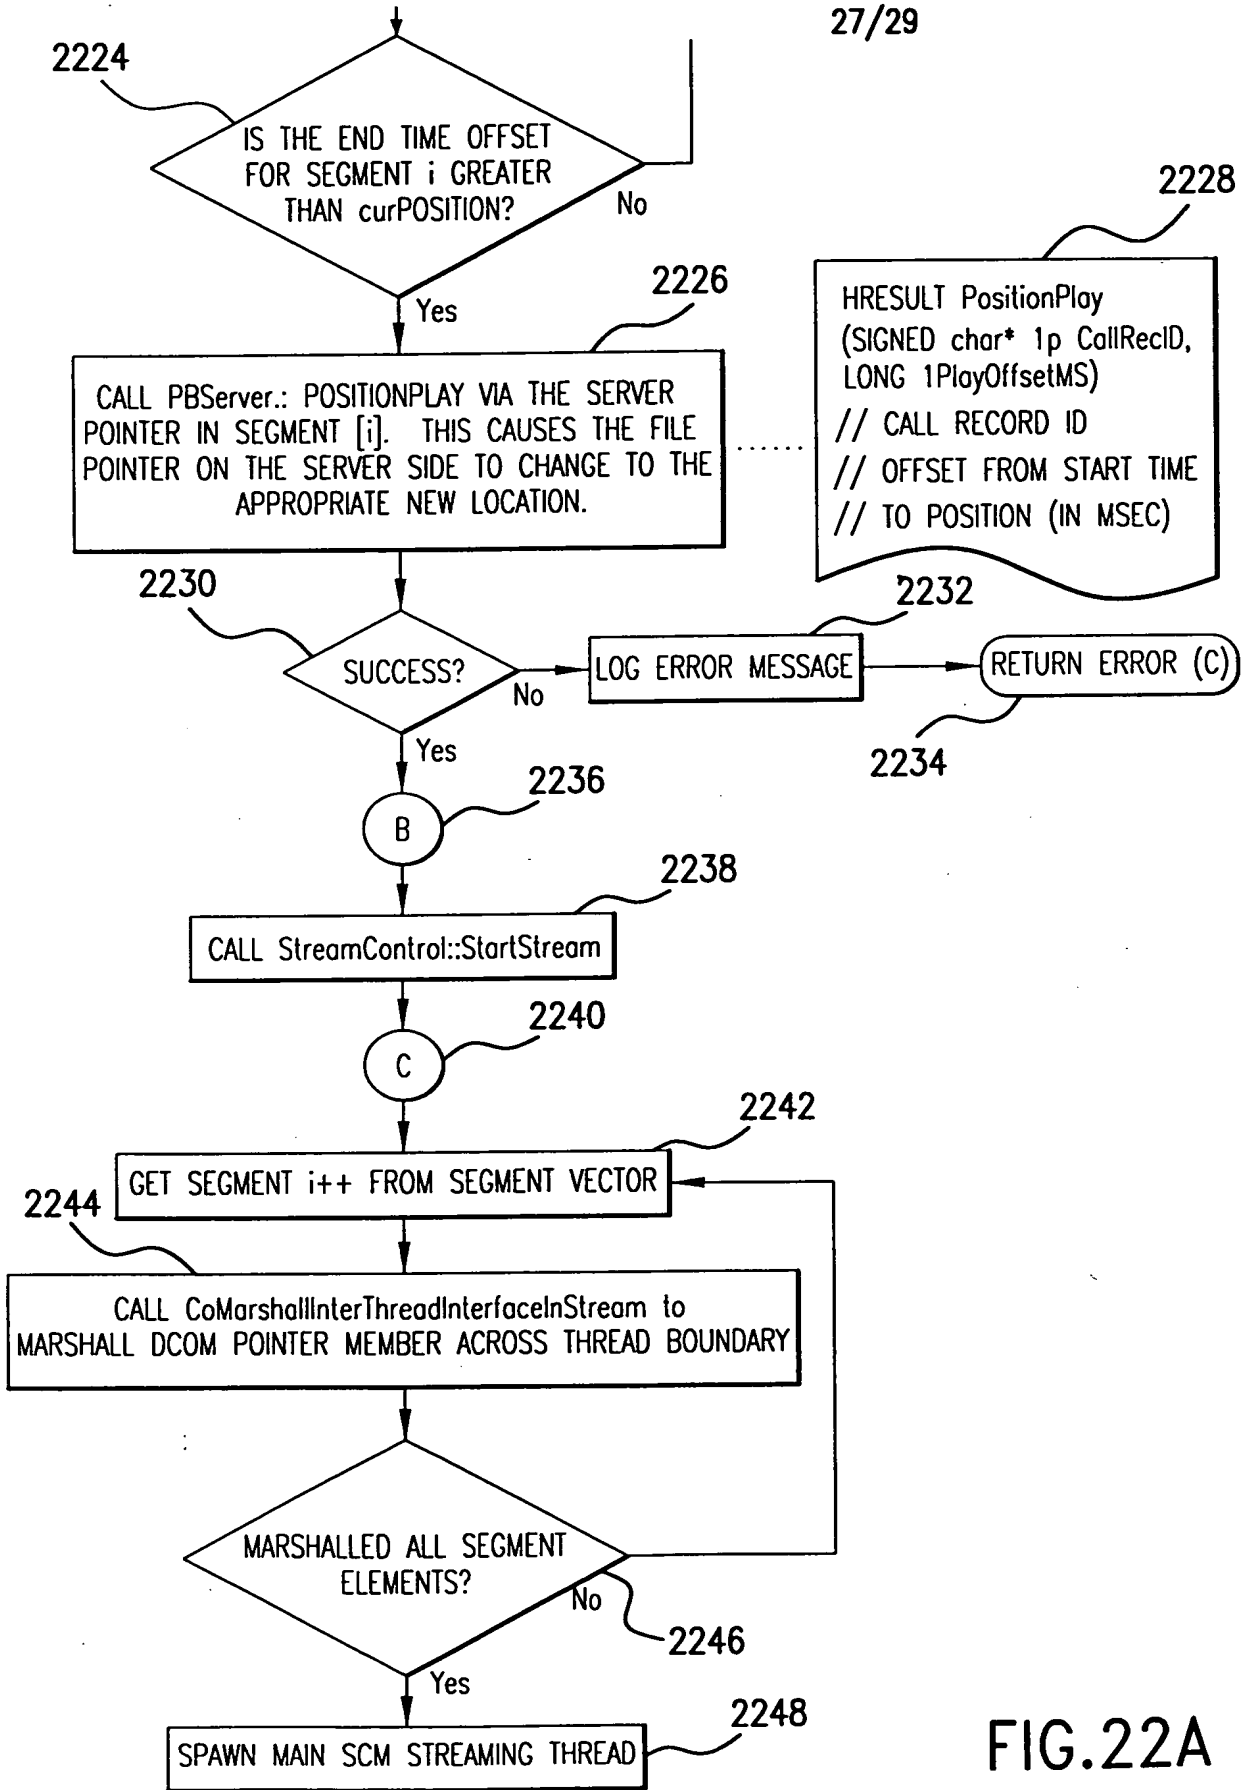 27/29
2224
IS THE END TIME OFFSET
FOR SEGMENT i GREATER
THAN curPOSITION?
No
Yes
2226
CALL PBServer.: POSITIONPLAY VIA THE SERVER
POINTER IN SEGMENT [i]. THIS CAUSES THE FILE
POINTER ON THE SERVER SIDE TO CHANGE TO THE
APPROPRIATE NEW LOCATION.
2228
HRESULT PositionPlay
(SIGNED char* 1p CallRecID,
LONG 1PlayOffsetMS)
// CALL RECORD ID
// OFFSET FROM START TIME
// TO POSITION (IN MSEC)
2230
SUCCESS?
No
Yes
2232
LOG ERROR MESSAGE
RETURN ERROR (C)
2234
2236
B
2238
CALL StreamControl::StartStream
2240
C
2242
GET SEGMENT i++ FROM SEGMENT VECTOR
2244
CALL CoMarshallInterThreadInterfaceInStream to
MARSHALL DCOM POINTER MEMBER ACROSS THREAD BOUNDARY
MARSHALLED ALL SEGMENT
ELEMENTS?
No
2246
Yes
2248
SPAWN MAIN SCM STREAMING THREAD
FIG.22A